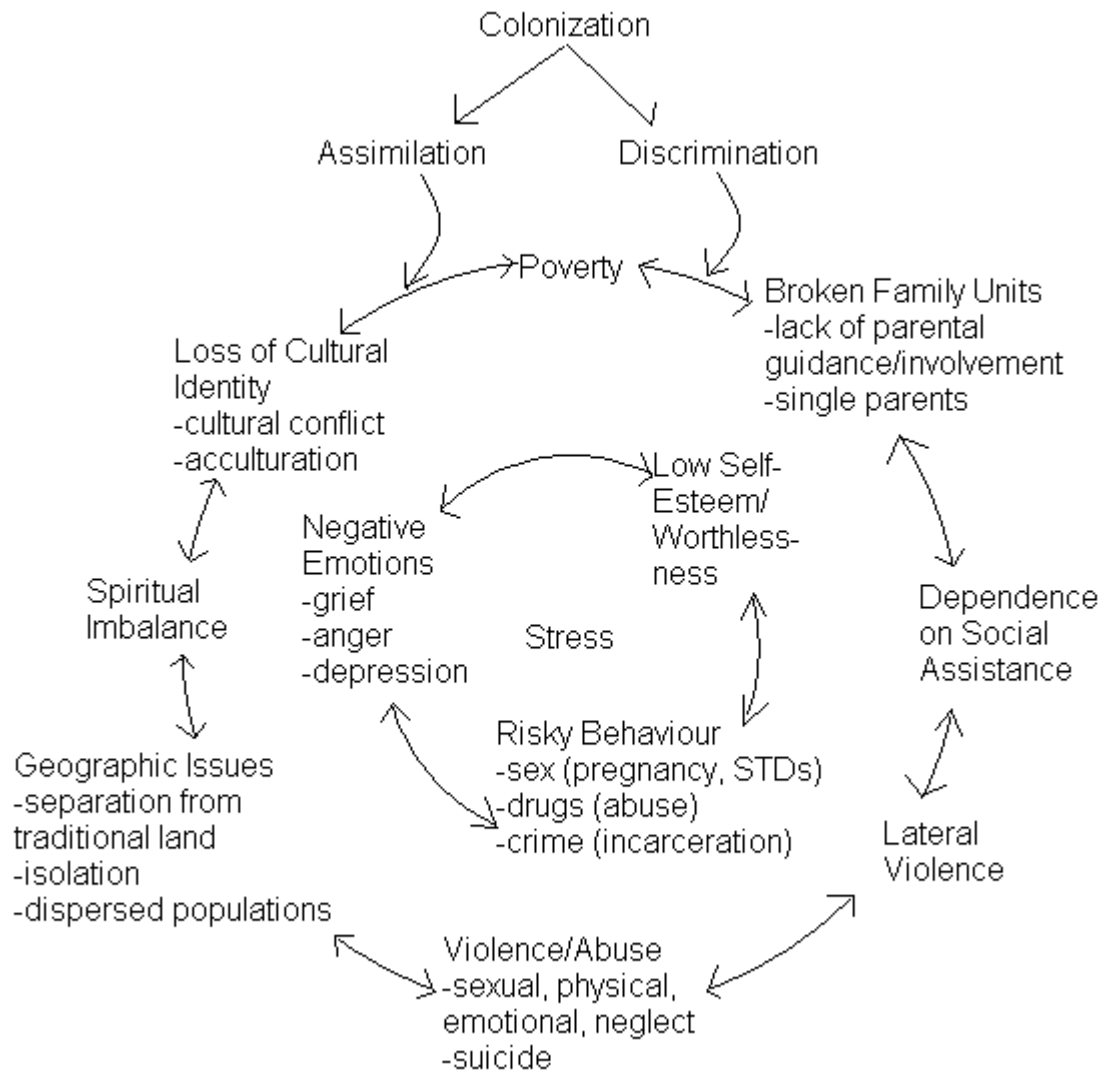 Colonization
Assimilation
Discrimination
Poverty
Broken Family Units
-lack of parental
guidance/involvement
-single parents
Loss of Cultural
Identity
-cultural conflict
-acculturation
Low Self-
Esteem/
Worthless-
ness
Negative
Emotions
-grief
-anger
-depression
Spiritual
Imbalance
Stress
Dependence
on Social
Assistance
Risky Behaviour
-sex (pregnancy, STDs)
-drugs (abuse)
-crime (incarceration)
Geographic Issues
-separation from
traditional land
-isolation
-dispersed populations
Lateral
Violence
Violence/Abuse
-sexual, physical,
emotional, neglect
-suicide